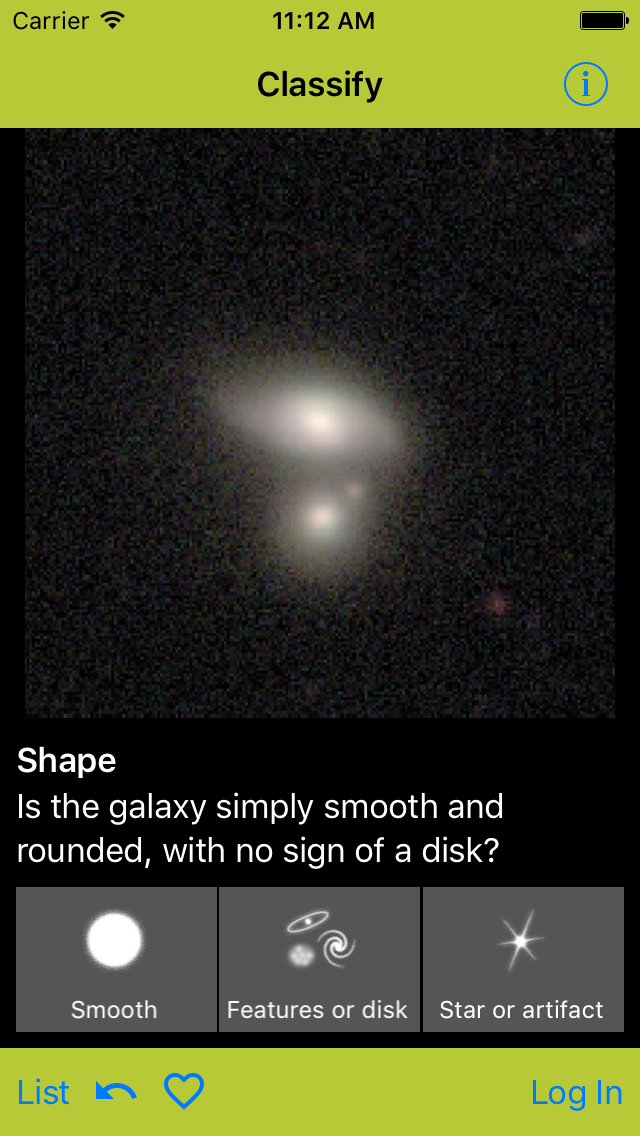 Carrier 11:12 AM
Classify i
Shape
Is the galaxy simply smooth and
rounded, with no sign of a disk?
Smooth Features or disk Star or artifact
List Log In